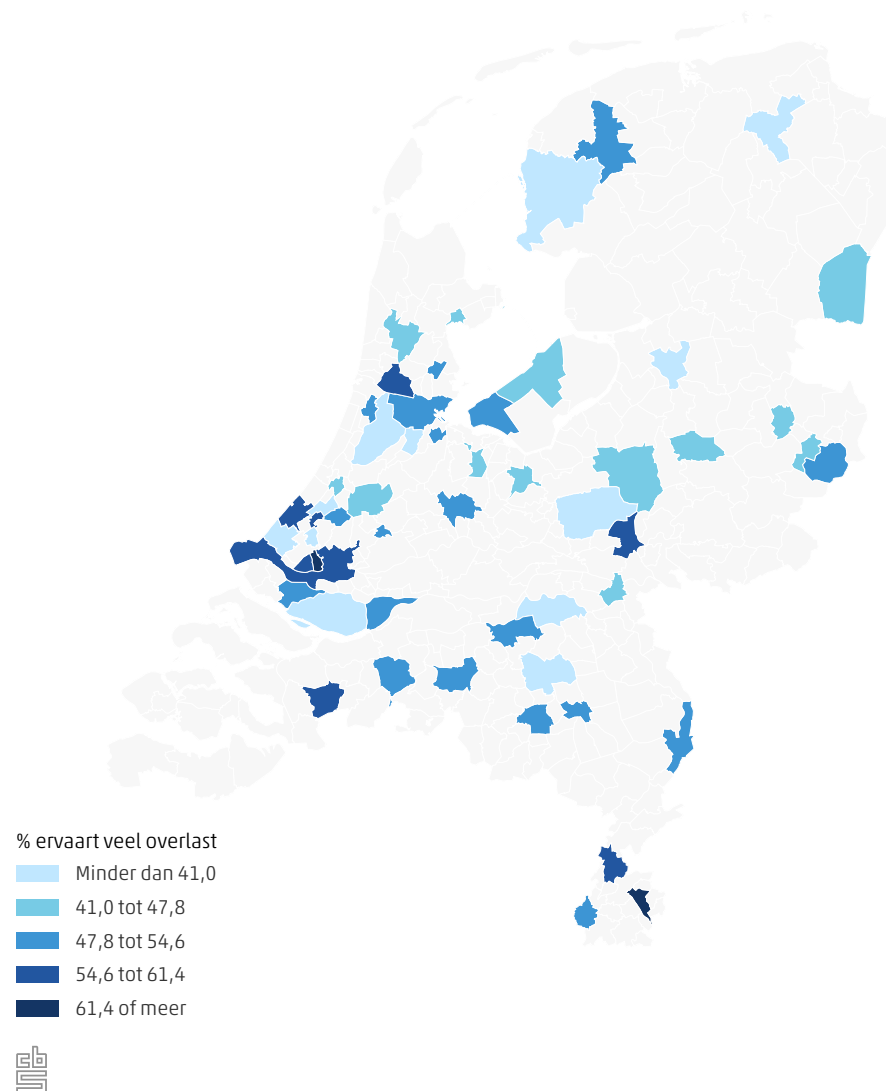 % ervaart veel overlast
Minder dan 41,0
41,0 tot 47,8
47,8 tot 54,6
54,6 tot 61,4
61,4 of meer